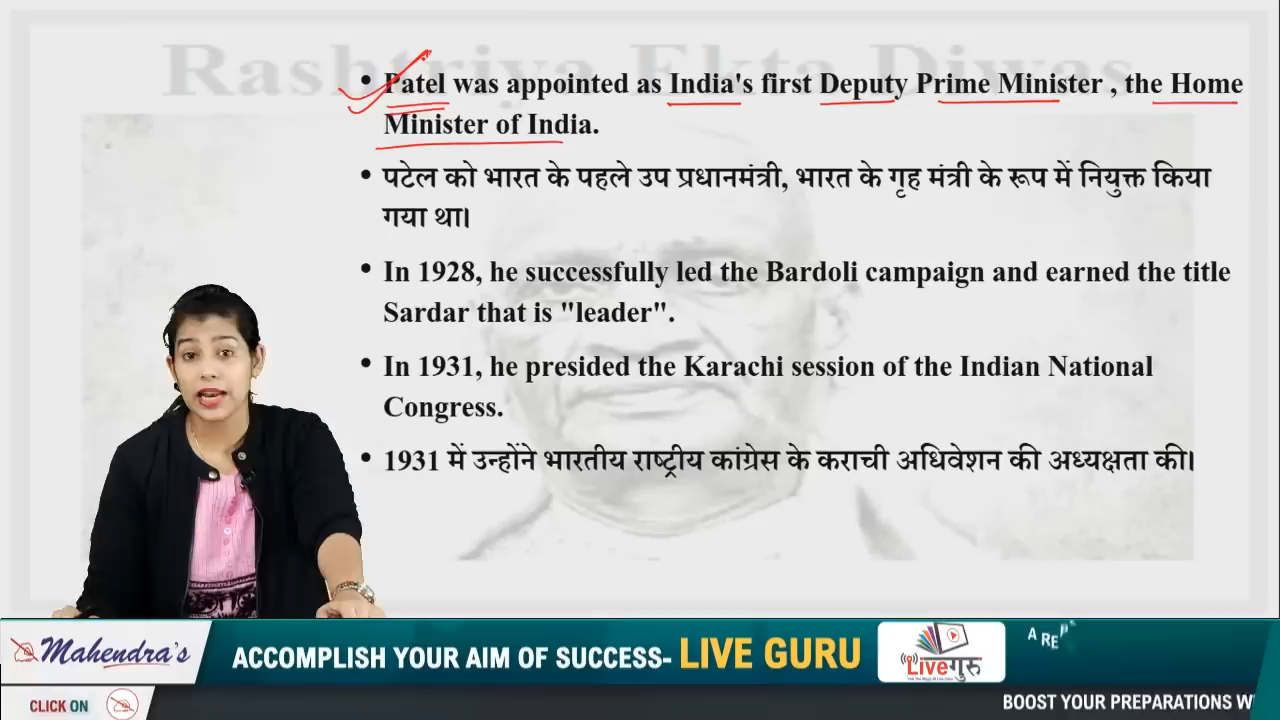 Rashtriya Ekta Diwas
• Patel was appointed as India's first Deputy Prime Minister , the Home
Minister of India.
• पटेल को भारत के पहले उप प्रधानमंत्री, भारत के गृह मंत्री के रूप में नियुक्त किया
गया था।
• In 1928, he successfully led the Bardoli campaign and earned the title
Sardar that is "leader".
• In 1931, he presided the Karachi session of the Indian National
Congress.
• 1931 में उन्होंने भारतीय राष्ट्रीय कांग्रेस के कराची अधिवेशन की अध्यक्षता की।
Mahendra's
ACCOMPLISH YOUR AIM OF SUCCESS- LIVE GURU
Liveगुरु
A RE
CLICK ON
BOOST YOUR PREPARATIONS